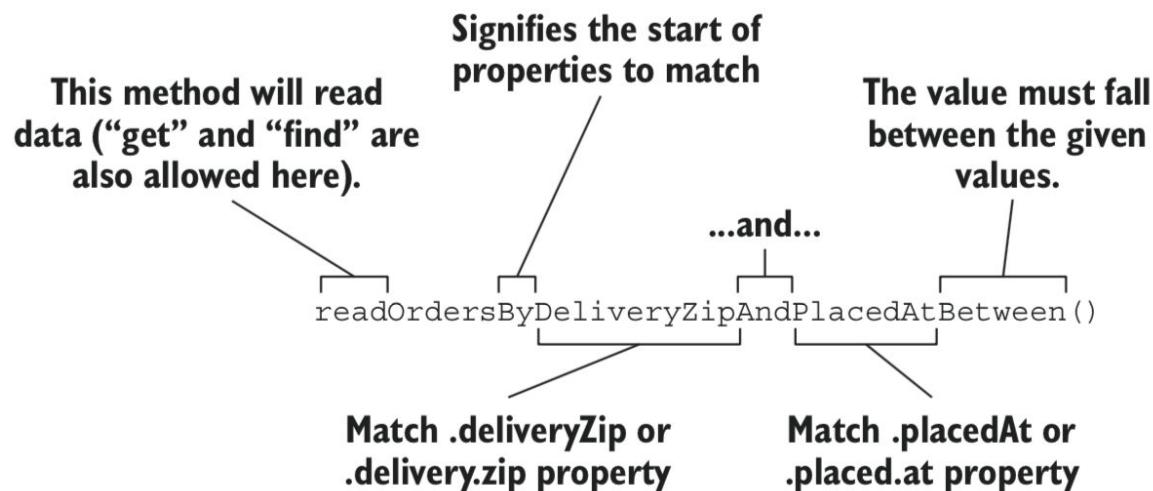 Signifies the start of
properties to match
This method will read
data (“get” and “find” are
also allowed here).
The value must fall
between the given
values.
...and...
readOrdersByDeliveryZipAndPlacedAtBetween()
Match .deliveryZip or
.delivery.zip property
Match .placedAt or
.placed.at property